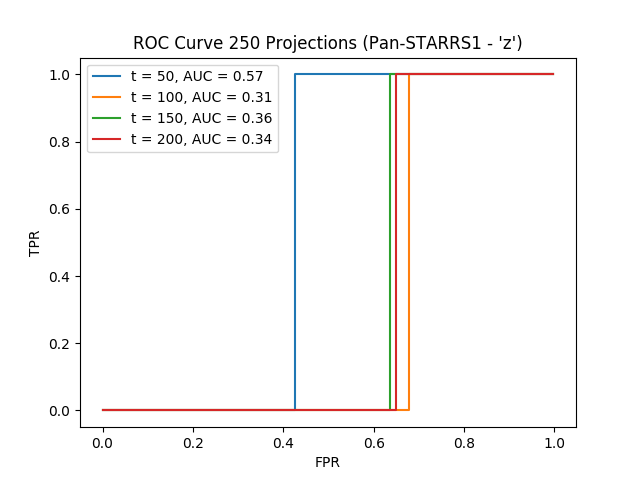 ROC Curve 250 Projections (Pan-STARRS1 - 'z')
t = 50, AUC = 0.57
t = 100, AUC = 0.31
t = 150, AUC = 0.36
t = 200, AUC = 0.34
1.0
0.8
0.6
0.4
0.2
0.0
TPR
0.0 0.2 0.4 0.6 0.8 1.0
FPR